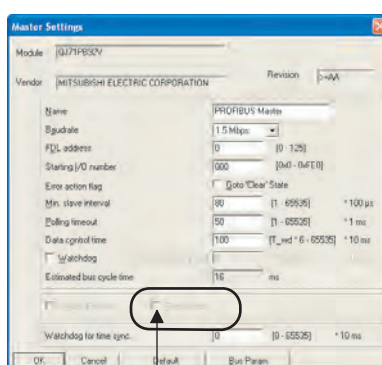 Master Settings
Module QJ71PB92V
Vendor MITSUBISHI ELECTRIC CORPORATION Revision
Name PROFIBUS Master
Baudrate 1.5 Mbps
FDL address 0 [0 - 125]
Starting I/O number 000 [0x0 - 0xFE0]
Error action flag Goto 'Clear' State
Min. slave interval 80 [1 - 65535] * 100 µs
Polling timeout 50 [1 - 65535] * 1 ms
Data control time 100 [T_wd * 6 - 65535] * 10 ms
Watchdog
Estimated bus cycle time 16 ms
Watchdog for time sync. 0 [0 - 65535] * 10 ms
OK Cancel Default Bus Param